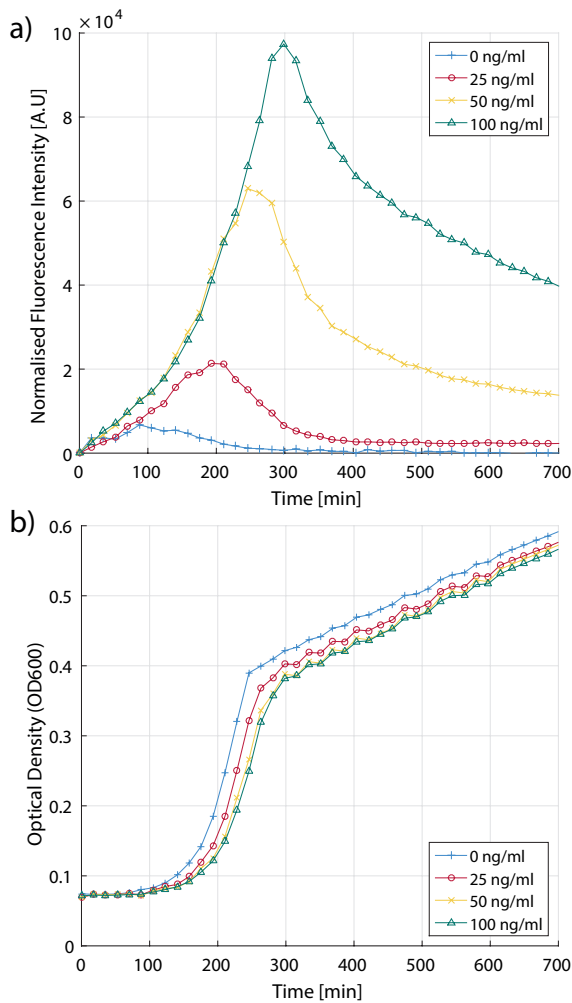 a)
× 10⁴
10
8
6
4
2
0
Normalised Fluorescence Intensity [A.U]
0 ng/ml
25 ng/ml
50 ng/ml
100 ng/ml
0 100 200 300 400 500 600 700
Time [min]
b)
0.6
0.5
0.4
0.3
0.2
0.1
0
Optical Density (OD600)
0 ng/ml
25 ng/ml
50 ng/ml
100 ng/ml
0 100 200 300 400 500 600 700
Time [min]